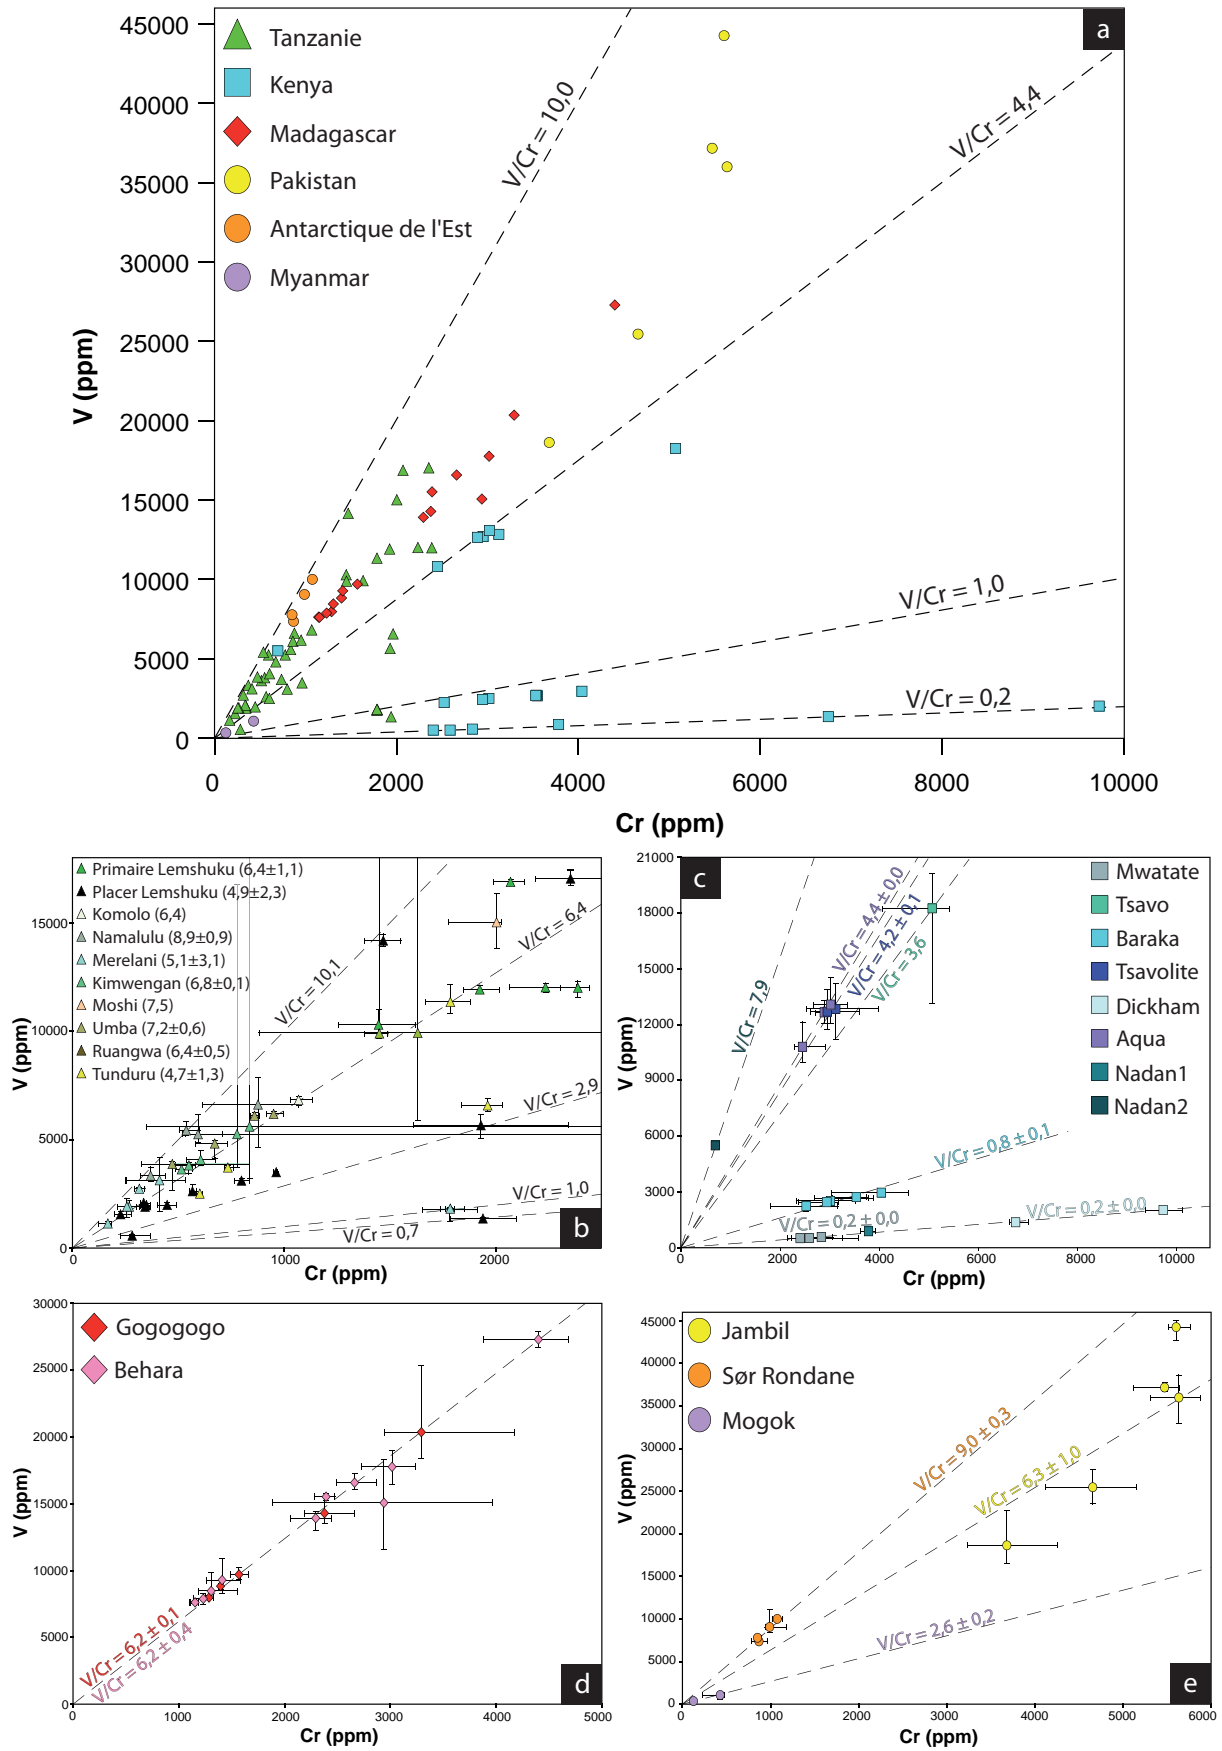 a
45000
40000
35000
30000
25000
20000
15000
10000
5000
0
V (ppm)
Tanzanie
Kenya
Madagascar
Pakistan
Antarctique de l'Est
Myanmar
V/Cr = 10,0
V/Cr = 4,4
V/Cr = 1,0
V/Cr = 0,2
0 2000 4000 6000 8000 10000
Cr (ppm)
Primaire Lemshuku (6,4±1,1)
Placer Lemshuku (4,9±2,3)
Komolo (6,4)
Namalulu (8,9±0,9)
Merelani (5,1±3,1)
Kimwengan (6,8±0,1)
Moshi (7,5)
Umba (7,2±0,6)
Ruangwa (6,4±0,5)
Tunduru (4,7±1,3)
15000
10000
5000
0
V (ppm)
V/Cr = 10,1
V/Cr = 6,4
V/Cr = 2,9
V/Cr = 1,0
V/Cr = 0,7
b
0 1000 2000
Cr (ppm)
c
21000
18000
15000
12000
9000
6000
3000
0
V (ppm)
Mwatate
Tsavo
Baraka
Tsavolite
Dickham
Aqua
Nadan1
Nadan2
V/Cr = 7,9
V/Cr = 4,4 ± 0,0
V/Cr = 4,2 ± 0,1
V/Cr = 3,6
V/Cr = 0,8 ± 0,1
V/Cr = 0,2 ± 0,0
V/Cr = 0,2 ± 0,0
0 2000 4000 6000 8000 10000
Cr (ppm)
30000
25000
20000
15000
10000
5000
0
V (ppm)
Gogogogo
Behara
V/Cr = 6,2 ± 0,1
V/Cr = 6,2 ± 0,4
d
0 1000 2000 3000 4000 5000
Cr (ppm)
45000
40000
35000
30000
25000
20000
15000
10000
5000
0
V (ppm)
Jambil
Sør Rondane
Mogok
V/Cr = 9,0 ± 0,3
V/Cr = 6,3 ± 1,0
V/Cr = 2,6 ± 0,2
e
0 1000 2000 3000 4000 5000 6000
Cr (ppm)